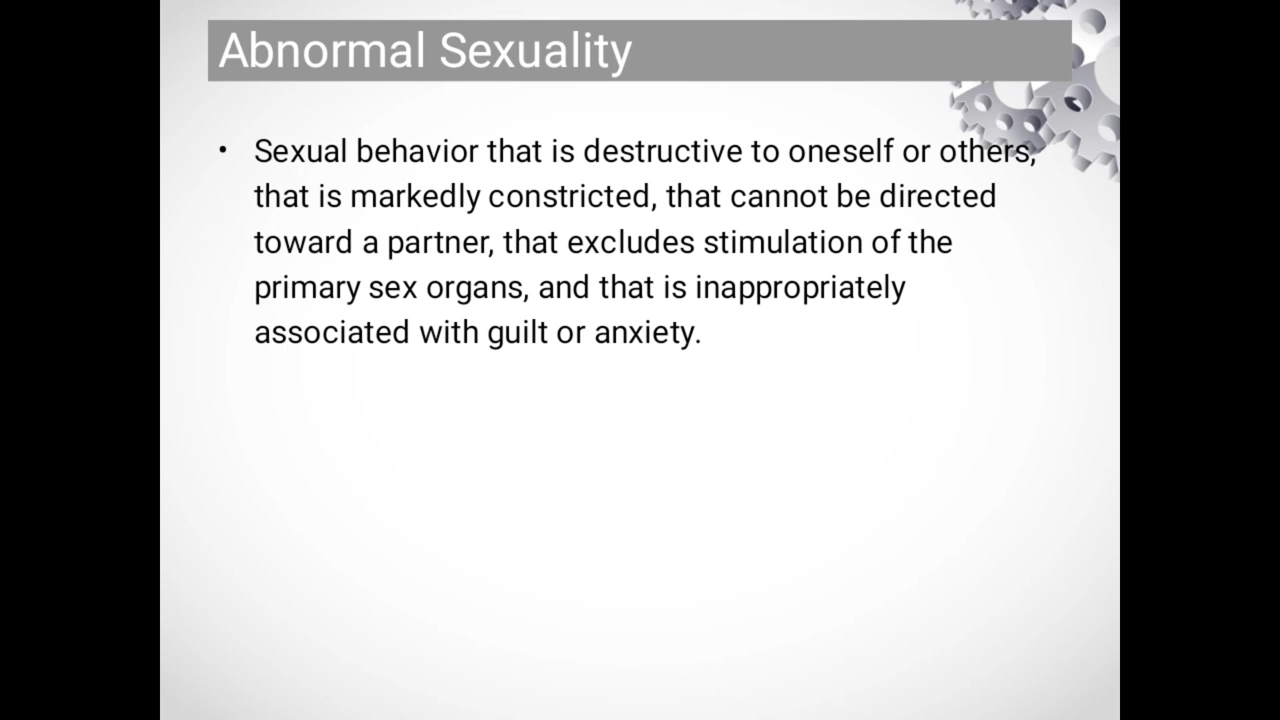 Abnormal Sexuality
• Sexual behavior that is destructive to oneself or others,
that is markedly constricted, that cannot be directed
toward a partner, that excludes stimulation of the
primary sex organs, and that is inappropriately
associated with guilt or anxiety.